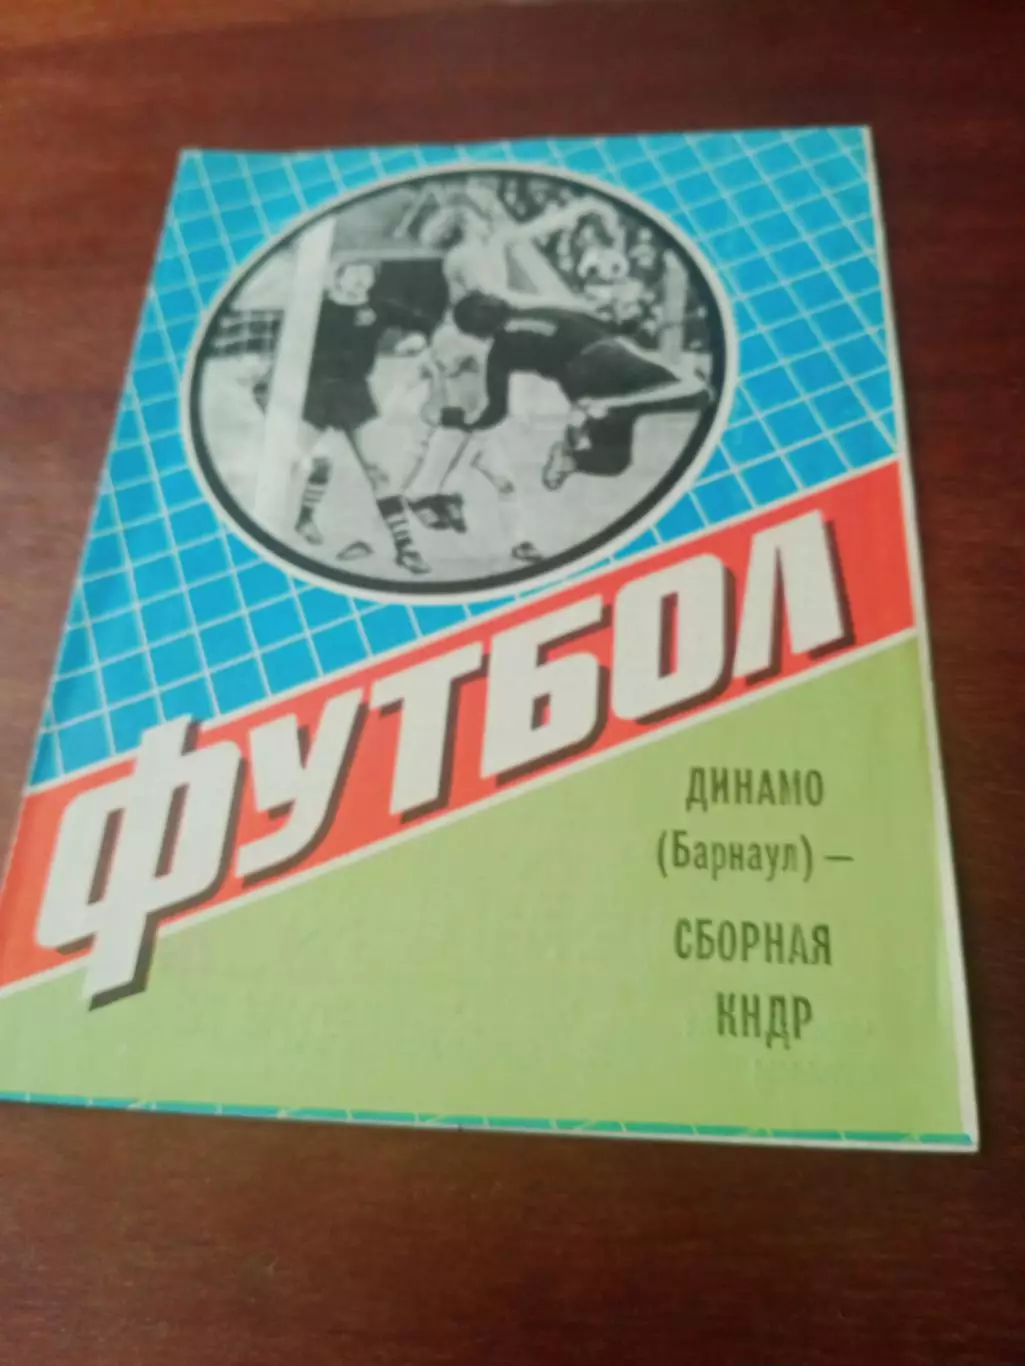 ФУТБОЛ
ДИНАМО
(Барнаул) –
СБОРНАЯ
КНДР